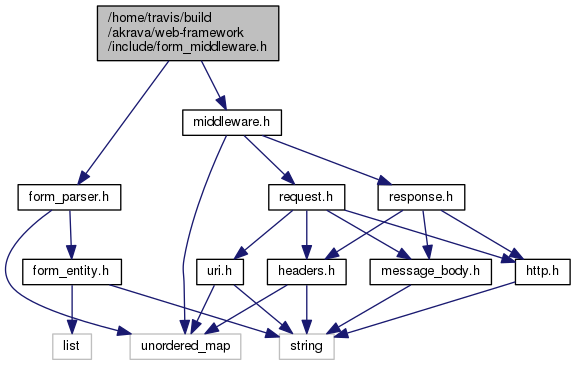 /home/travis/build
/akrava/web-framework
/include/form_middleware.h
middleware.h
form_parser.h
request.h
response.h
form_entity.h
uri.h
headers.h
message_body.h
http.h
list
unordered_map
string